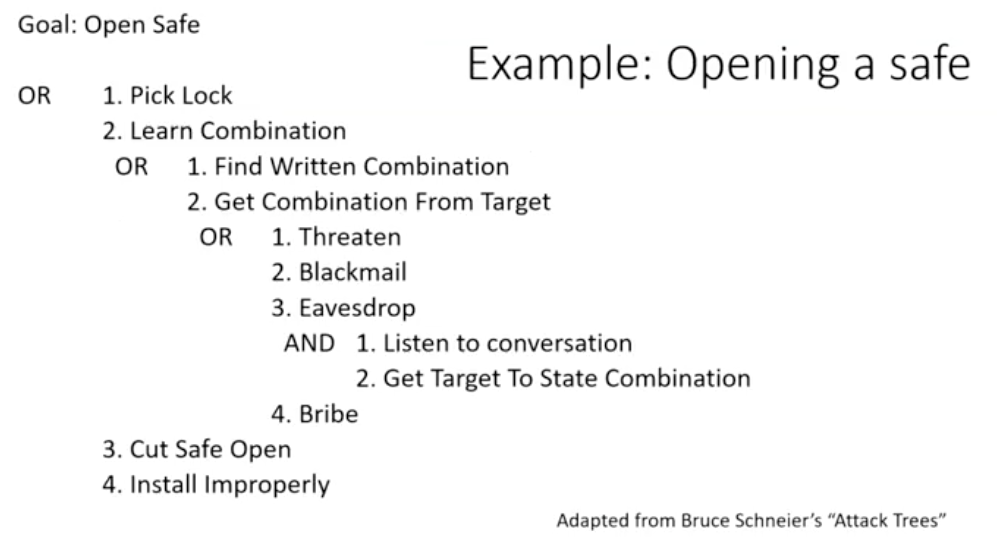 Goal: Open Safe
Example: Opening a safe
OR 1. Pick Lock
2. Learn Combination
OR 1. Find Written Combination
2. Get Combination From Target
OR 1. Threaten
2. Blackmail
3. Eavesdrop
AND 1. Listen to conversation
2. Get Target To State Combination
4. Bribe
3. Cut Safe Open
4. Install Improperly
Adapted from Bruce Schneier's “Attack Trees”